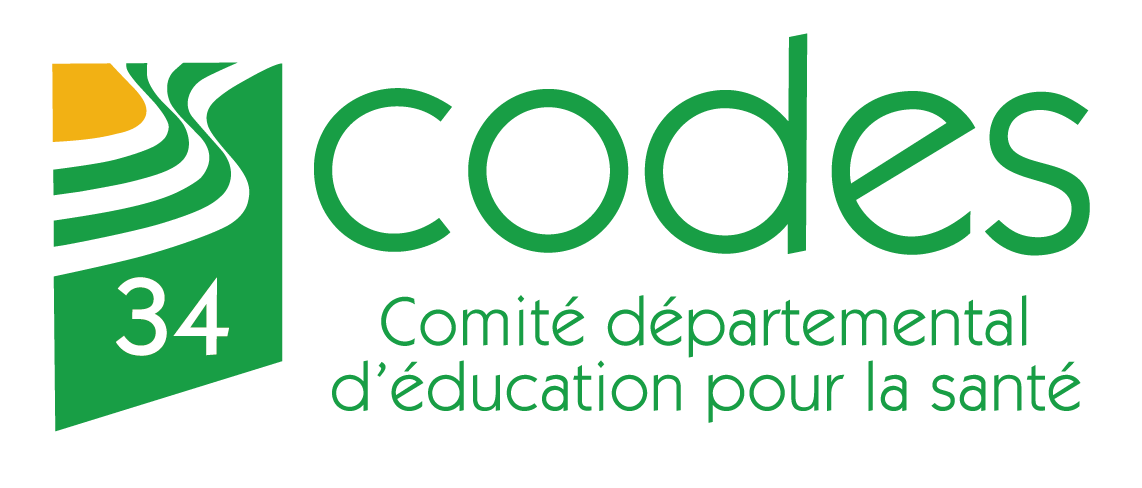 codes
34
Comité départemental
d'éducation pour la santé